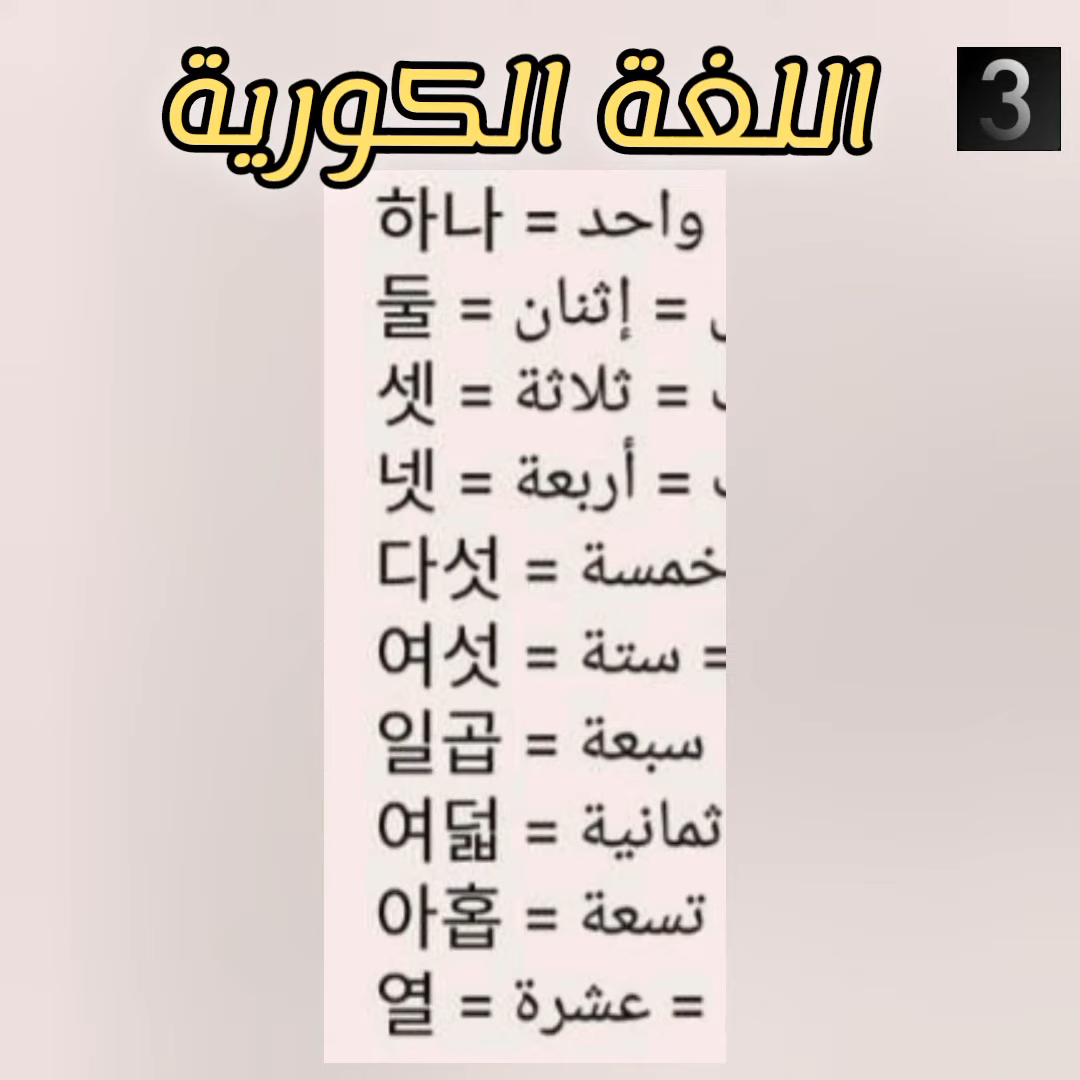 اللغة الكورية
3
하나 = واحد
둘 = إثنان =
셋 = ثلاثة =
넷 = أربعة =
다섯 = خمسة
여섯 = ستة =
일곱 = سبعة
여덟 = ثمانية
아홉 = تسعة
열 = عشرة =